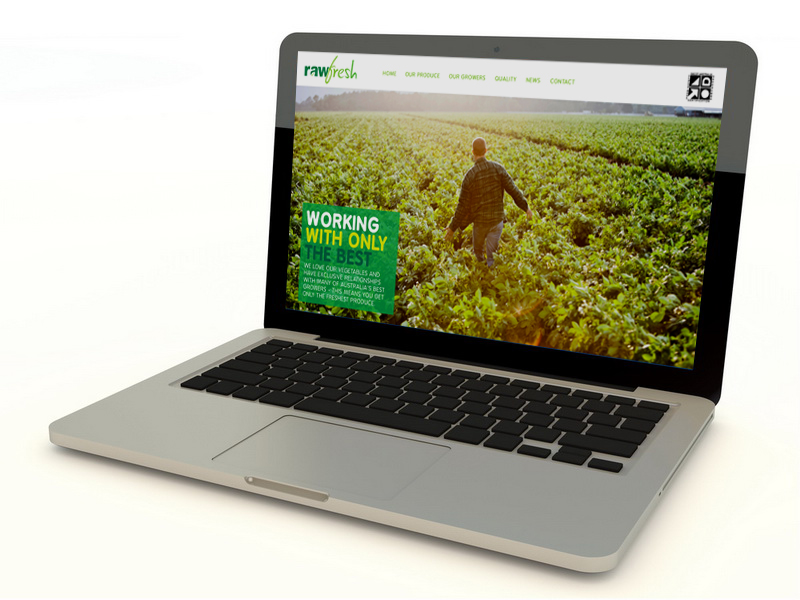 rawfresh
HOME OUR PRODUCE OUR GROWERS QUALITY NEWS CONTACT
WORKING
WITH ONLY
THE BEST
WE LOVE OUR VEGETABLES AND
HAVE EXCLUSIVE RELATIONSHIPS
WITH MANY OF AUSTRALIA'S BEST
GROWERS - THIS MEANS YOU GET
ONLY THE FRESHEST PRODUCE